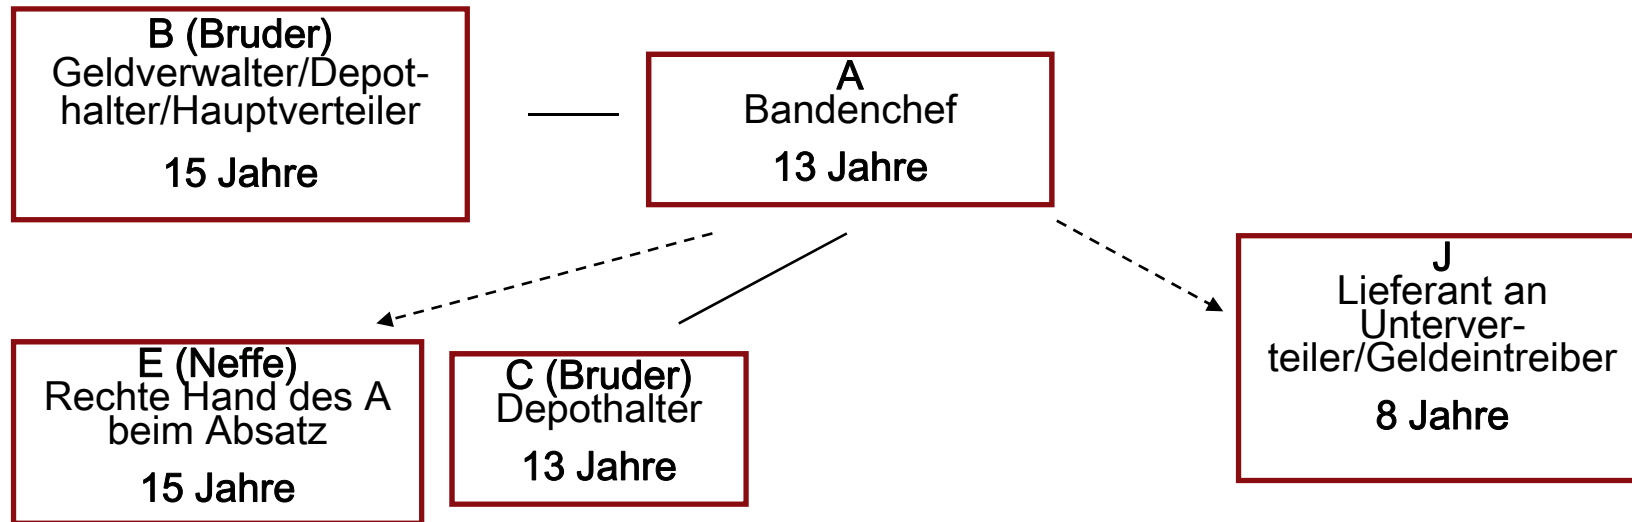 B (Bruder)
Geldverwalter/Depot-
halter/Hauptverteiler
15 Jahre
A
Bandenchef
13 Jahre
J
Lieferant an
Unterver-
teiler/Geldeintreiber
8 Jahre
E (Neffe)
Rechte Hand des A
beim Absatz
15 Jahre
C (Bruder)
Depothalter
13 Jahre